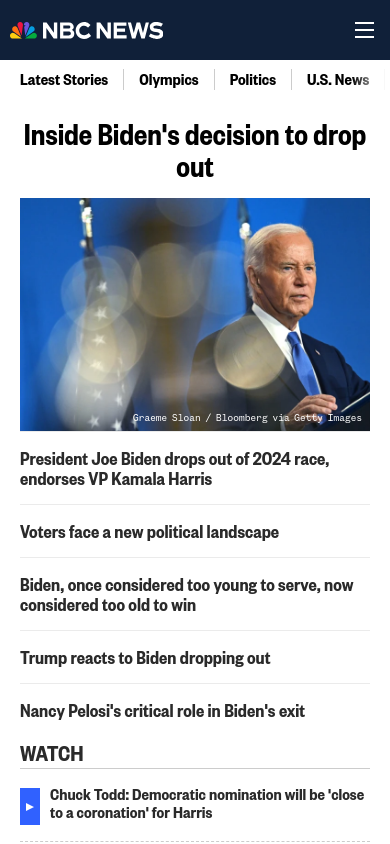 NBC NEWS
Latest Stories
Olympics
Politics
U.S. News
Inside Biden's decision to drop
out
Graeme Sloan / Bloomberg via Getty Images
President Joe Biden drops out of 2024 race,
endorses VP Kamala Harris
Voters face a new political landscape
Biden, once considered too young to serve, now
considered too old to win
Trump reacts to Biden dropping out
Nancy Pelosi's critical role in Biden's exit
WATCH
Chuck Todd: Democratic nomination will be 'close
to a coronation' for Harris